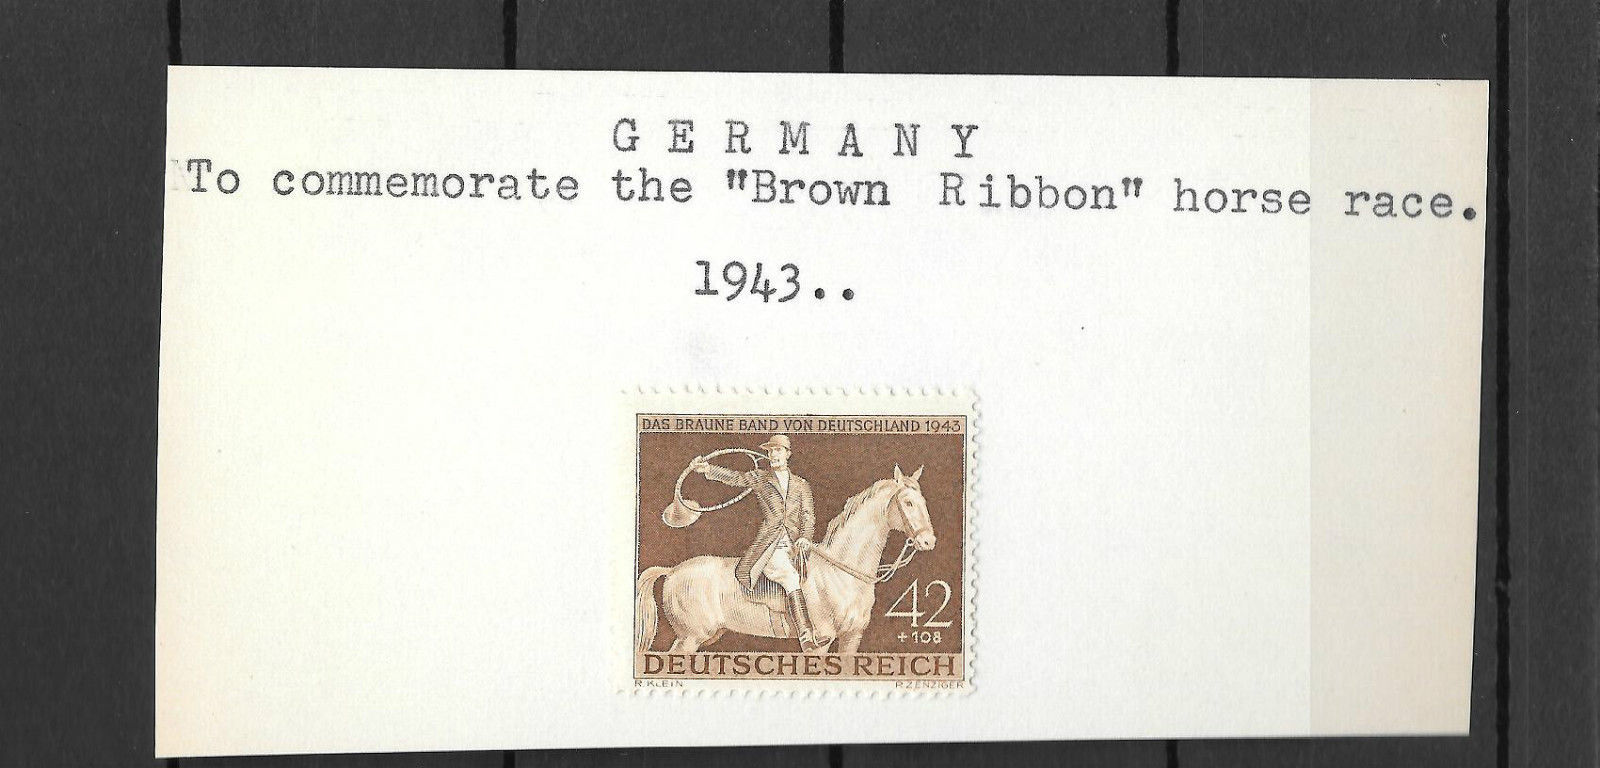 G E R M A N Y
To commemorate the "Brown Ribbon" horse race.
1943..
DAS BRAUNE BAND VON DEUTSCHLAND 1943
42
+108
DEUTSCHES REICH
R.KLEIN R.ZENZIGER